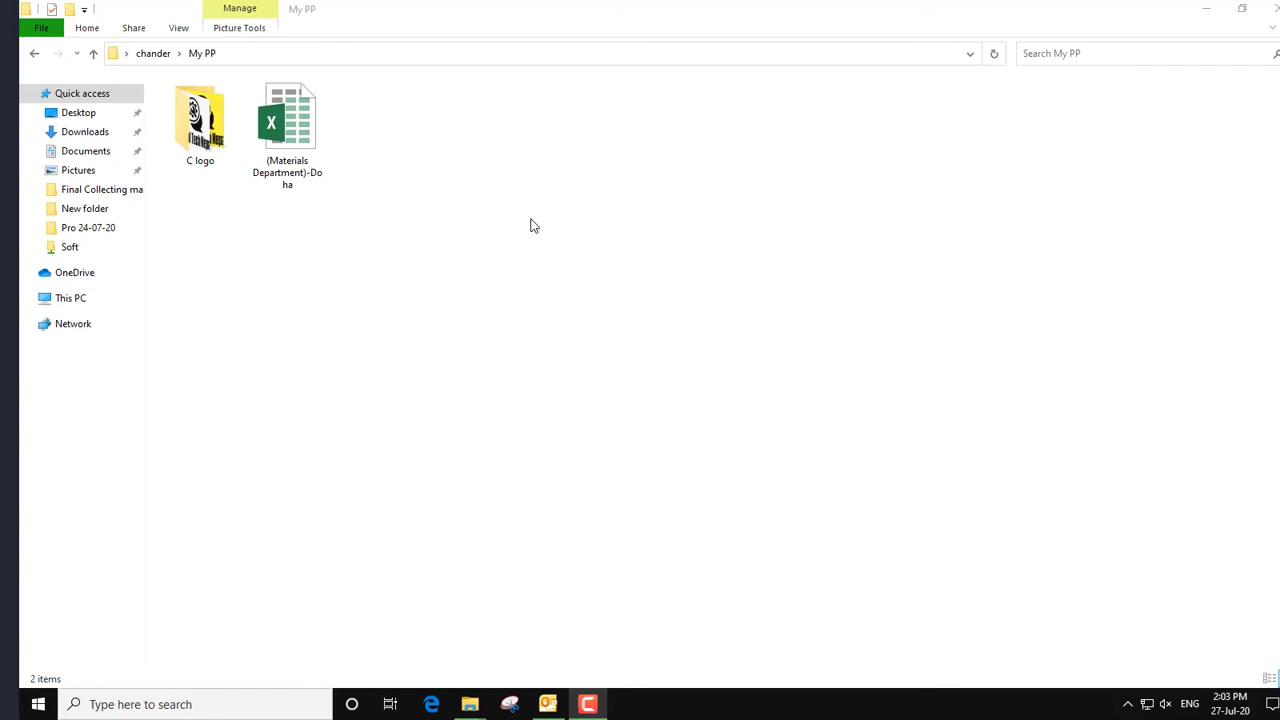 Manage
My PP
File
Home
Share
View
Picture Tools
chander
My PP
Search My PP
Quick access
Desktop
Downloads
Documents
Pictures
Final Collecting ma
New folder
Pro 24-07-20
Soft
OneDrive
This PC
Network
C logo
(Materials
Department)-Do
ha
X
2 items
Type here to search
ENG
2:03 PM
27-Jul-20